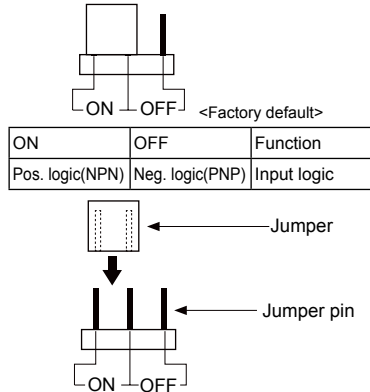 ON OFF <Factory default>
ON OFF Function
Pos. logic(NPN) Neg. logic(PNP) Input logic
Jumper
Jumper pin
ON OFF